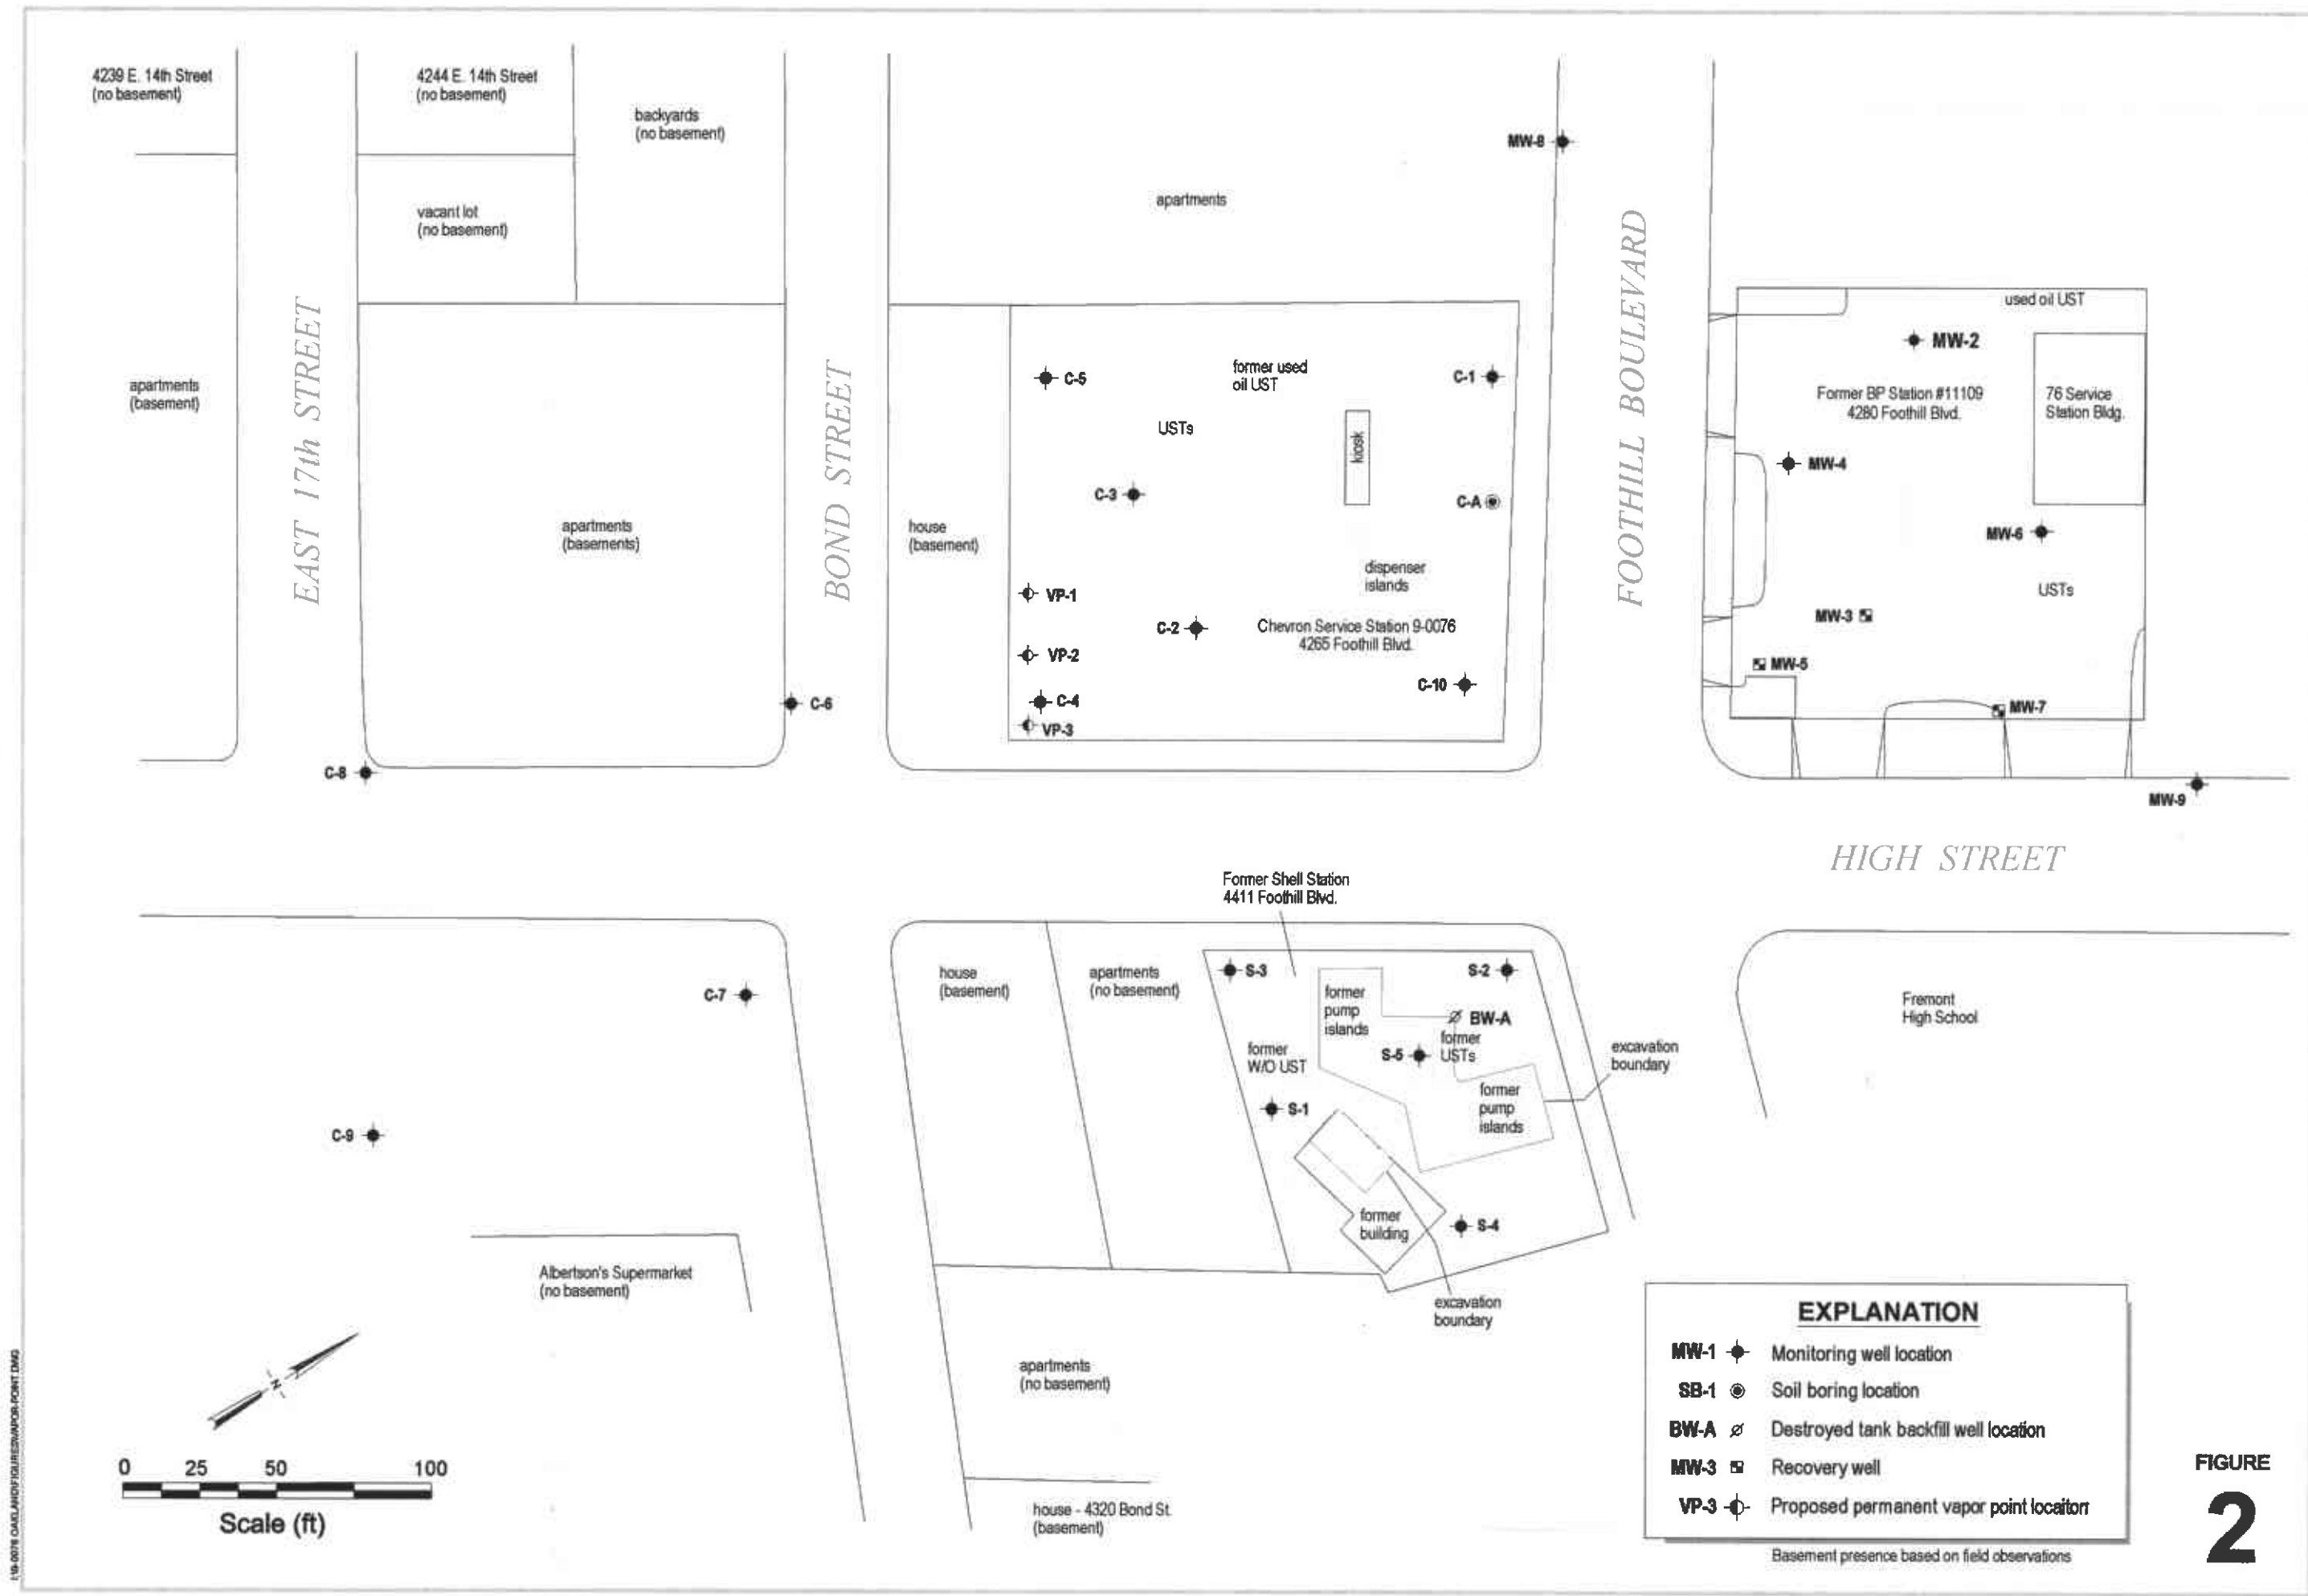 4239 E. 14th Street
(no basement)
4244 E. 14th Street
(no basement)
backyards
(no basement)
MW-8
vacant lot
(no basement)
apartments
EAST 17th STREET
BOND STREET
FOOTHILL BOULEVARD
used oil UST
MW-2
apartments
(basement)
C-5
former used
oil UST
C-1
Former BP Station #11109
4280 Foothill Blvd.
76 Service
Station Bldg.
USTs
kiosk
MW-4
C-3
C-A
apartments
(basements)
house
(basement)
MW-6
dispenser
islands
USTs
VP-1
MW-3
C-2
Chevron Service Station 9-0076
4265 Foothill Blvd.
VP-2
MW-5
C-10
C-6
C-4
MW-7
VP-3
C-8
MW-9
HIGH STREET
Former Shell Station
4411 Foothill Blvd.
house
(basement)
apartments
(no basement)
S-3
S-2
C-7
former
pump
islands
Fremont
High School
BW-A
former
USTs
former
W/O UST
S-5
excavation
boundary
former
pump
islands
S-1
C-9
former
building
S-4
Albertson's Supermarket
(no basement)
excavation
boundary
N
apartments
(no basement)
house - 4320 Bond St.
(basement)
0 25 50 100
Scale (ft)
EXPLANATION
MW-1 Monitoring well location
SB-1 Soil boring location
BW-A Destroyed tank backfill well location
MW-3 Recovery well
VP-3 Proposed permanent vapor point locaitorr
Basement presence based on field observations
FIGURE
2